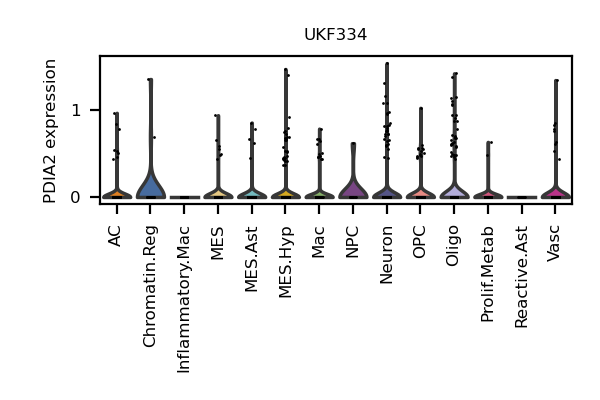 UKF334
PDIA2 expression
1
0
AC
Chromatin.Reg
Inflammatory.Mac
MES
MES.Ast
MES.Hyp
Mac
NPC
Neuron
OPC
Oligo
Prolif.Metab
Reactive.Ast
Vasc